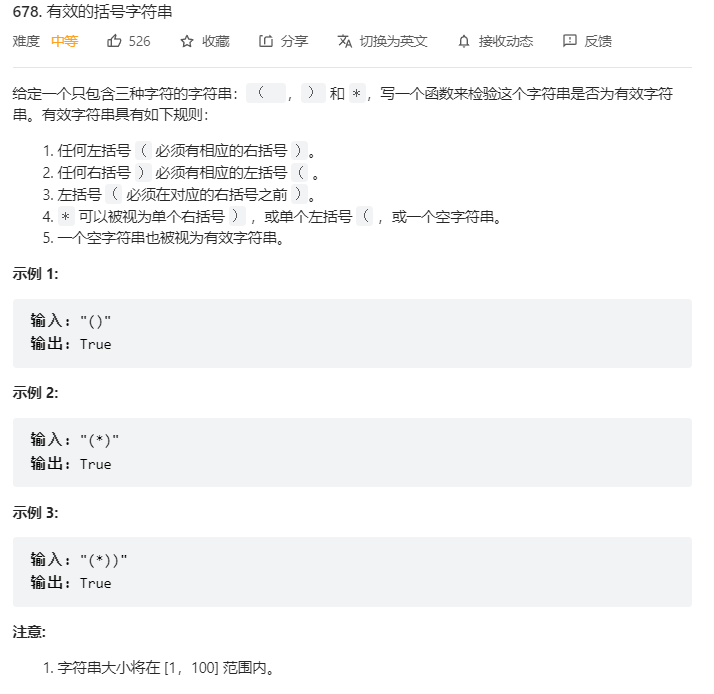 678. 有效的括号字符串
难度 中等 526 收藏 分享 切换为英文 接收动态 反馈
给定一个只包含三种字符的字符串：（ ，） 和 *，写一个函数来检验这个字符串是否为有效字符
串。有效字符串具有如下规则：
1. 任何左括号 ( 必须有相应的右括号 )。
2. 任何右括号 ) 必须有相应的左括号 ( 。
3. 左括号 ( 必须在对应的右括号之前 )。
4. * 可以被视为单个右括号 ) ，或单个左括号 ( ，或一个空字符串。
5. 一个空字符串也被视为有效字符串。
示例 1:
输入: "()"
输出: True
示例 2:
输入: "(*)"
输出: True
示例 3:
输入: "(*))"
输出: True
注意:
1. 字符串大小将在 [1，100] 范围内。